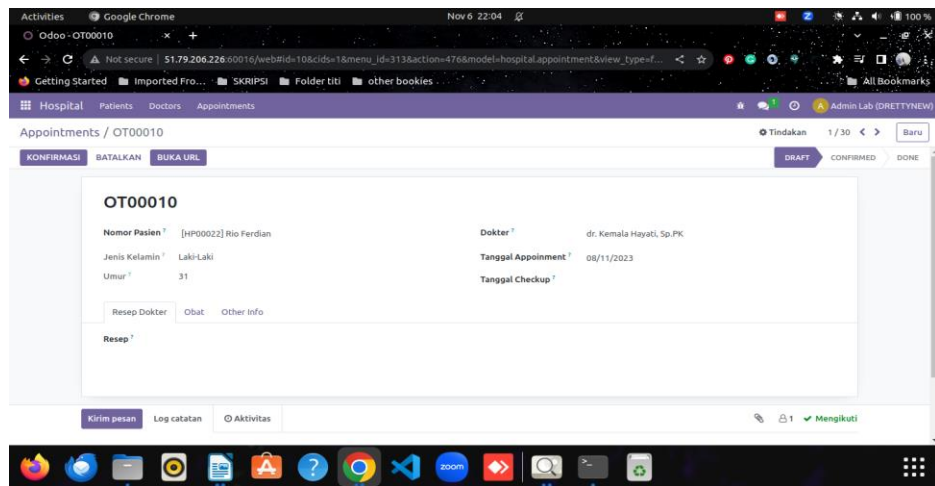 Activities Google Chrome Nov 6 22:04 100 %
Odoo - OT00010
Not secure | 51.79.206.226:60016/web#id=10&cids=1&menu_id=313&action=476&model=hospital.appointment&view_type=f...
Getting Started Imported Fro... SKRIPSI Folder titi other bookies All Bookmarks
Hospital Patients Doctors Appointments 1 A Admin Lab (DRETTYNEW)
Appointments / OT00010 Tindakan 1 / 30 Baru
KONFIRMASI BATALKAN BUKA URL DRAFT CONFIRMED DONE
OT00010
Nomor Pasien ? [HP00022] Rio Ferdian Dokter ? dr. Kemala Hayati, Sp.PK
Jenis Kelamin ? Laki-Laki Tanggal Appoinment ? 08/11/2023
Umur ? 31 Tanggal Checkup ?
Resep Dokter Obat Other Info
Resep ?
Kirim pesan Log catatan Aktivitas 1 Mengikuti
zoom